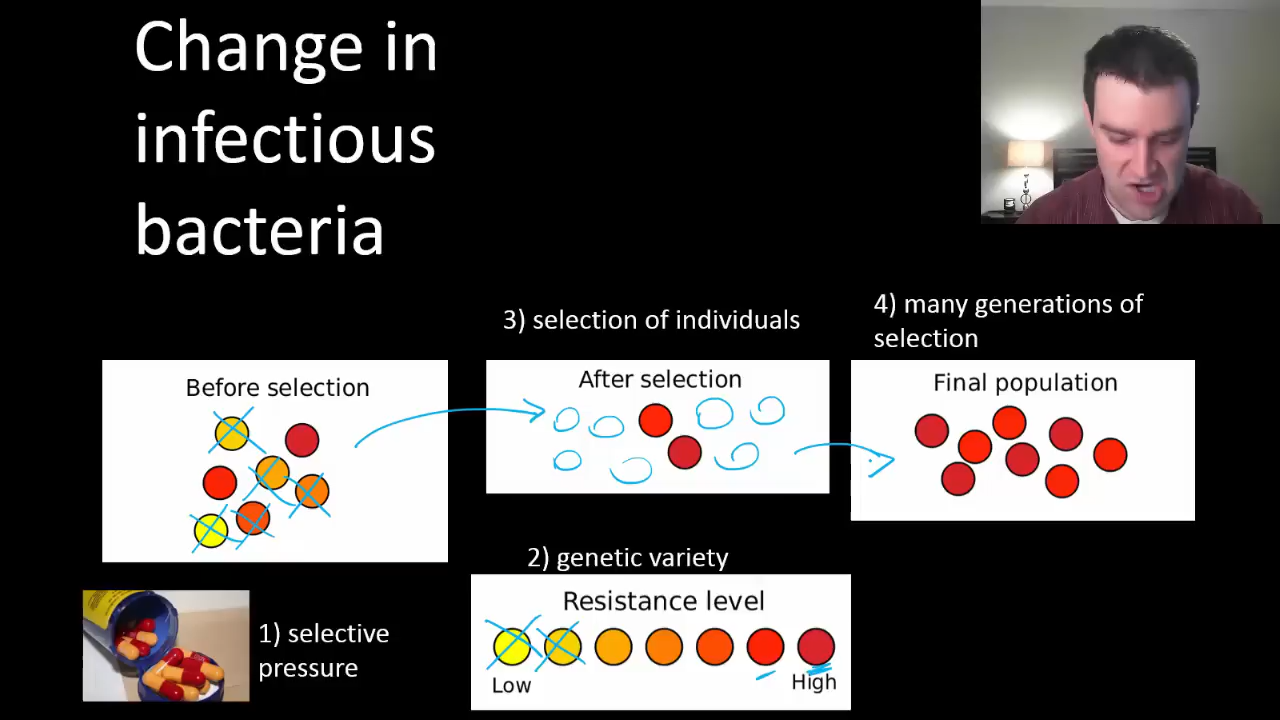 Change in
infectious
bacteria
3) selection of individuals
4) many generations of
selection
Before selection
After selection
Final population
2) genetic variety
Resistance level
Low
High
1) selective
pressure